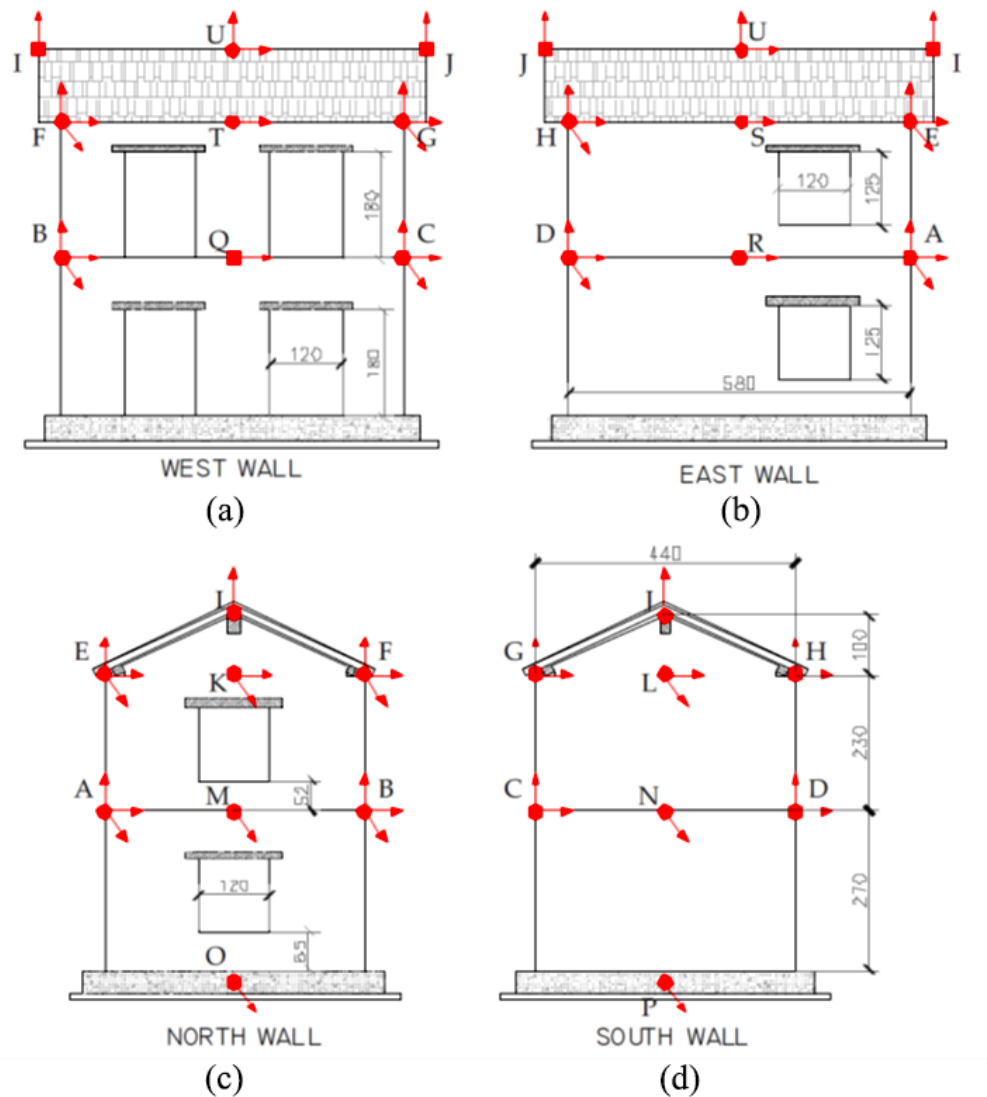 U U
I J J I
F T G H S E
180 120 125
B Q C D R A
120 180 125
580
WEST WALL EAST WALL
(a) (b)
440
I I
E F G H 100
K L
230
A M 52 B C N D
120 270
O 65
P
NORTH WALL SOUTH WALL
(c) (d)